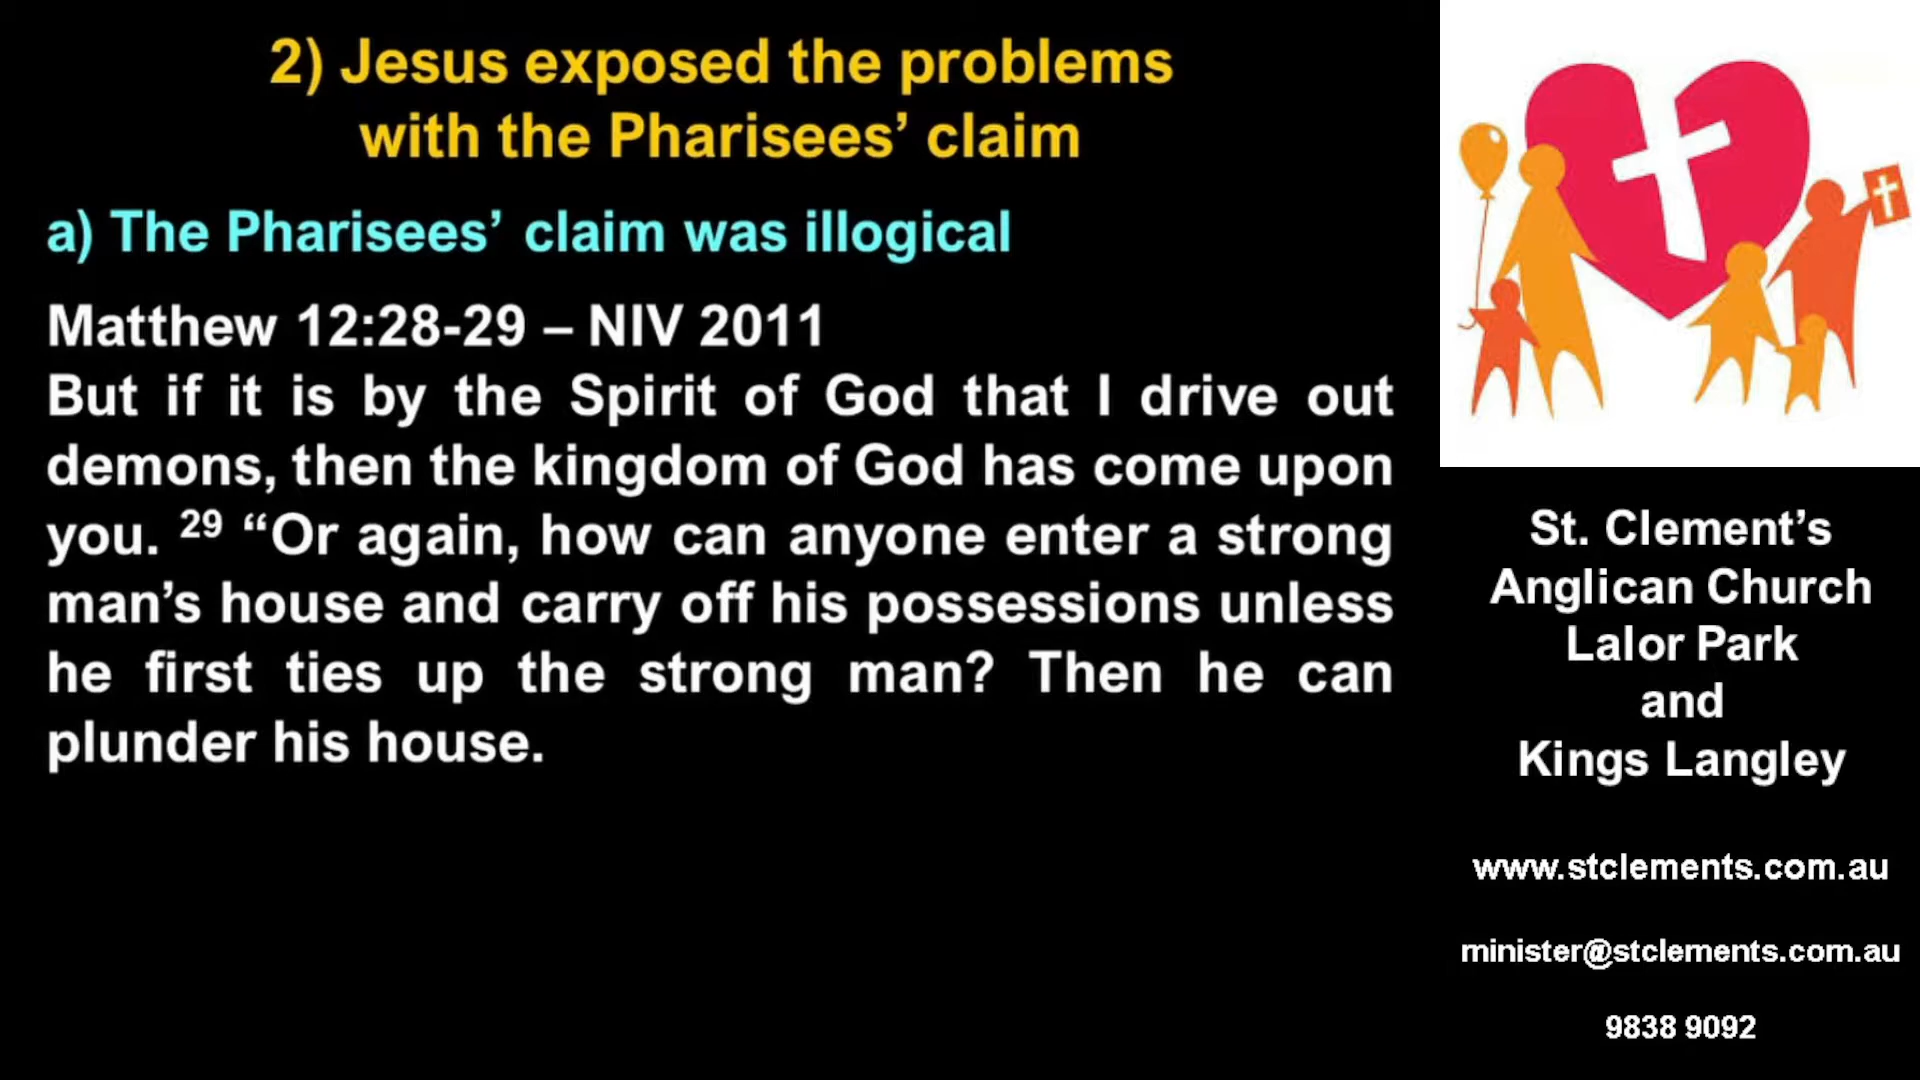 2) Jesus exposed the problems
with the Pharisees’ claim
a) The Pharisees’ claim was illogical
Matthew 12:28-29 – NIV 2011
But if it is by the Spirit of God that I drive out
demons, then the kingdom of God has come upon
you. 29 “Or again, how can anyone enter a strong
man’s house and carry off his possessions unless
he first ties up the strong man? Then he can
plunder his house.
St. Clement’s
Anglican Church
Lalor Park
and
Kings Langley
www.stclements.com.au
minister@stclements.com.au
9838 9092